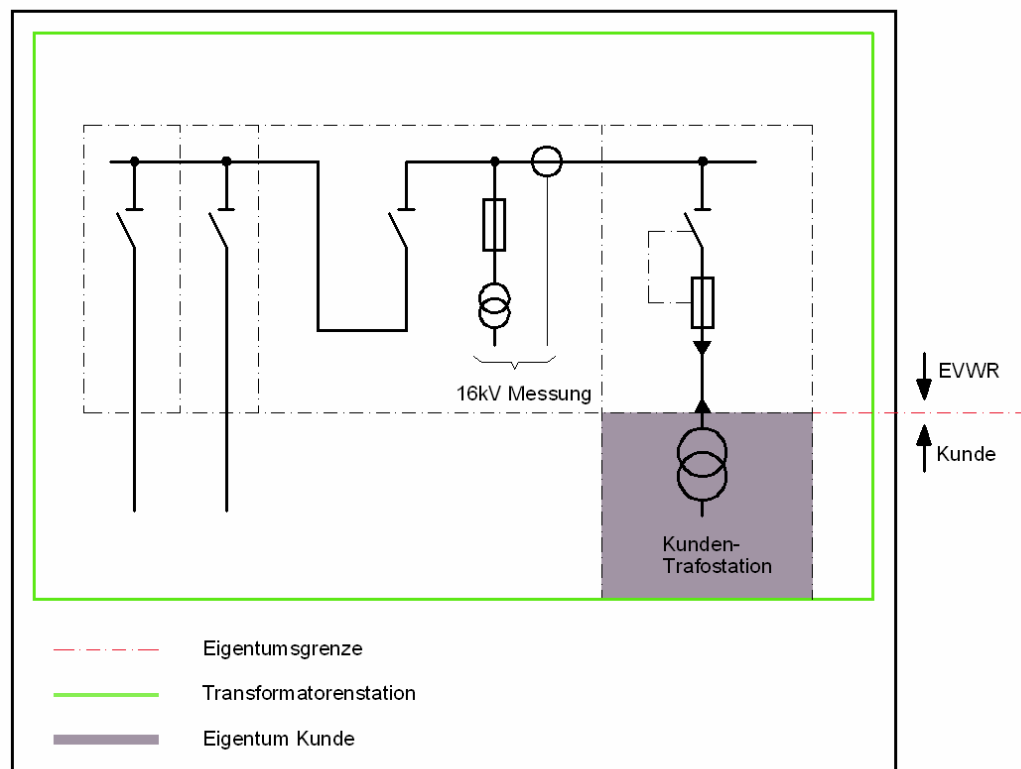 16kV Messung
EVWR
Kunde
Kunden-
Trafostation
Eigentumsgrenze
Transformatorenstation
Eigentum Kunde